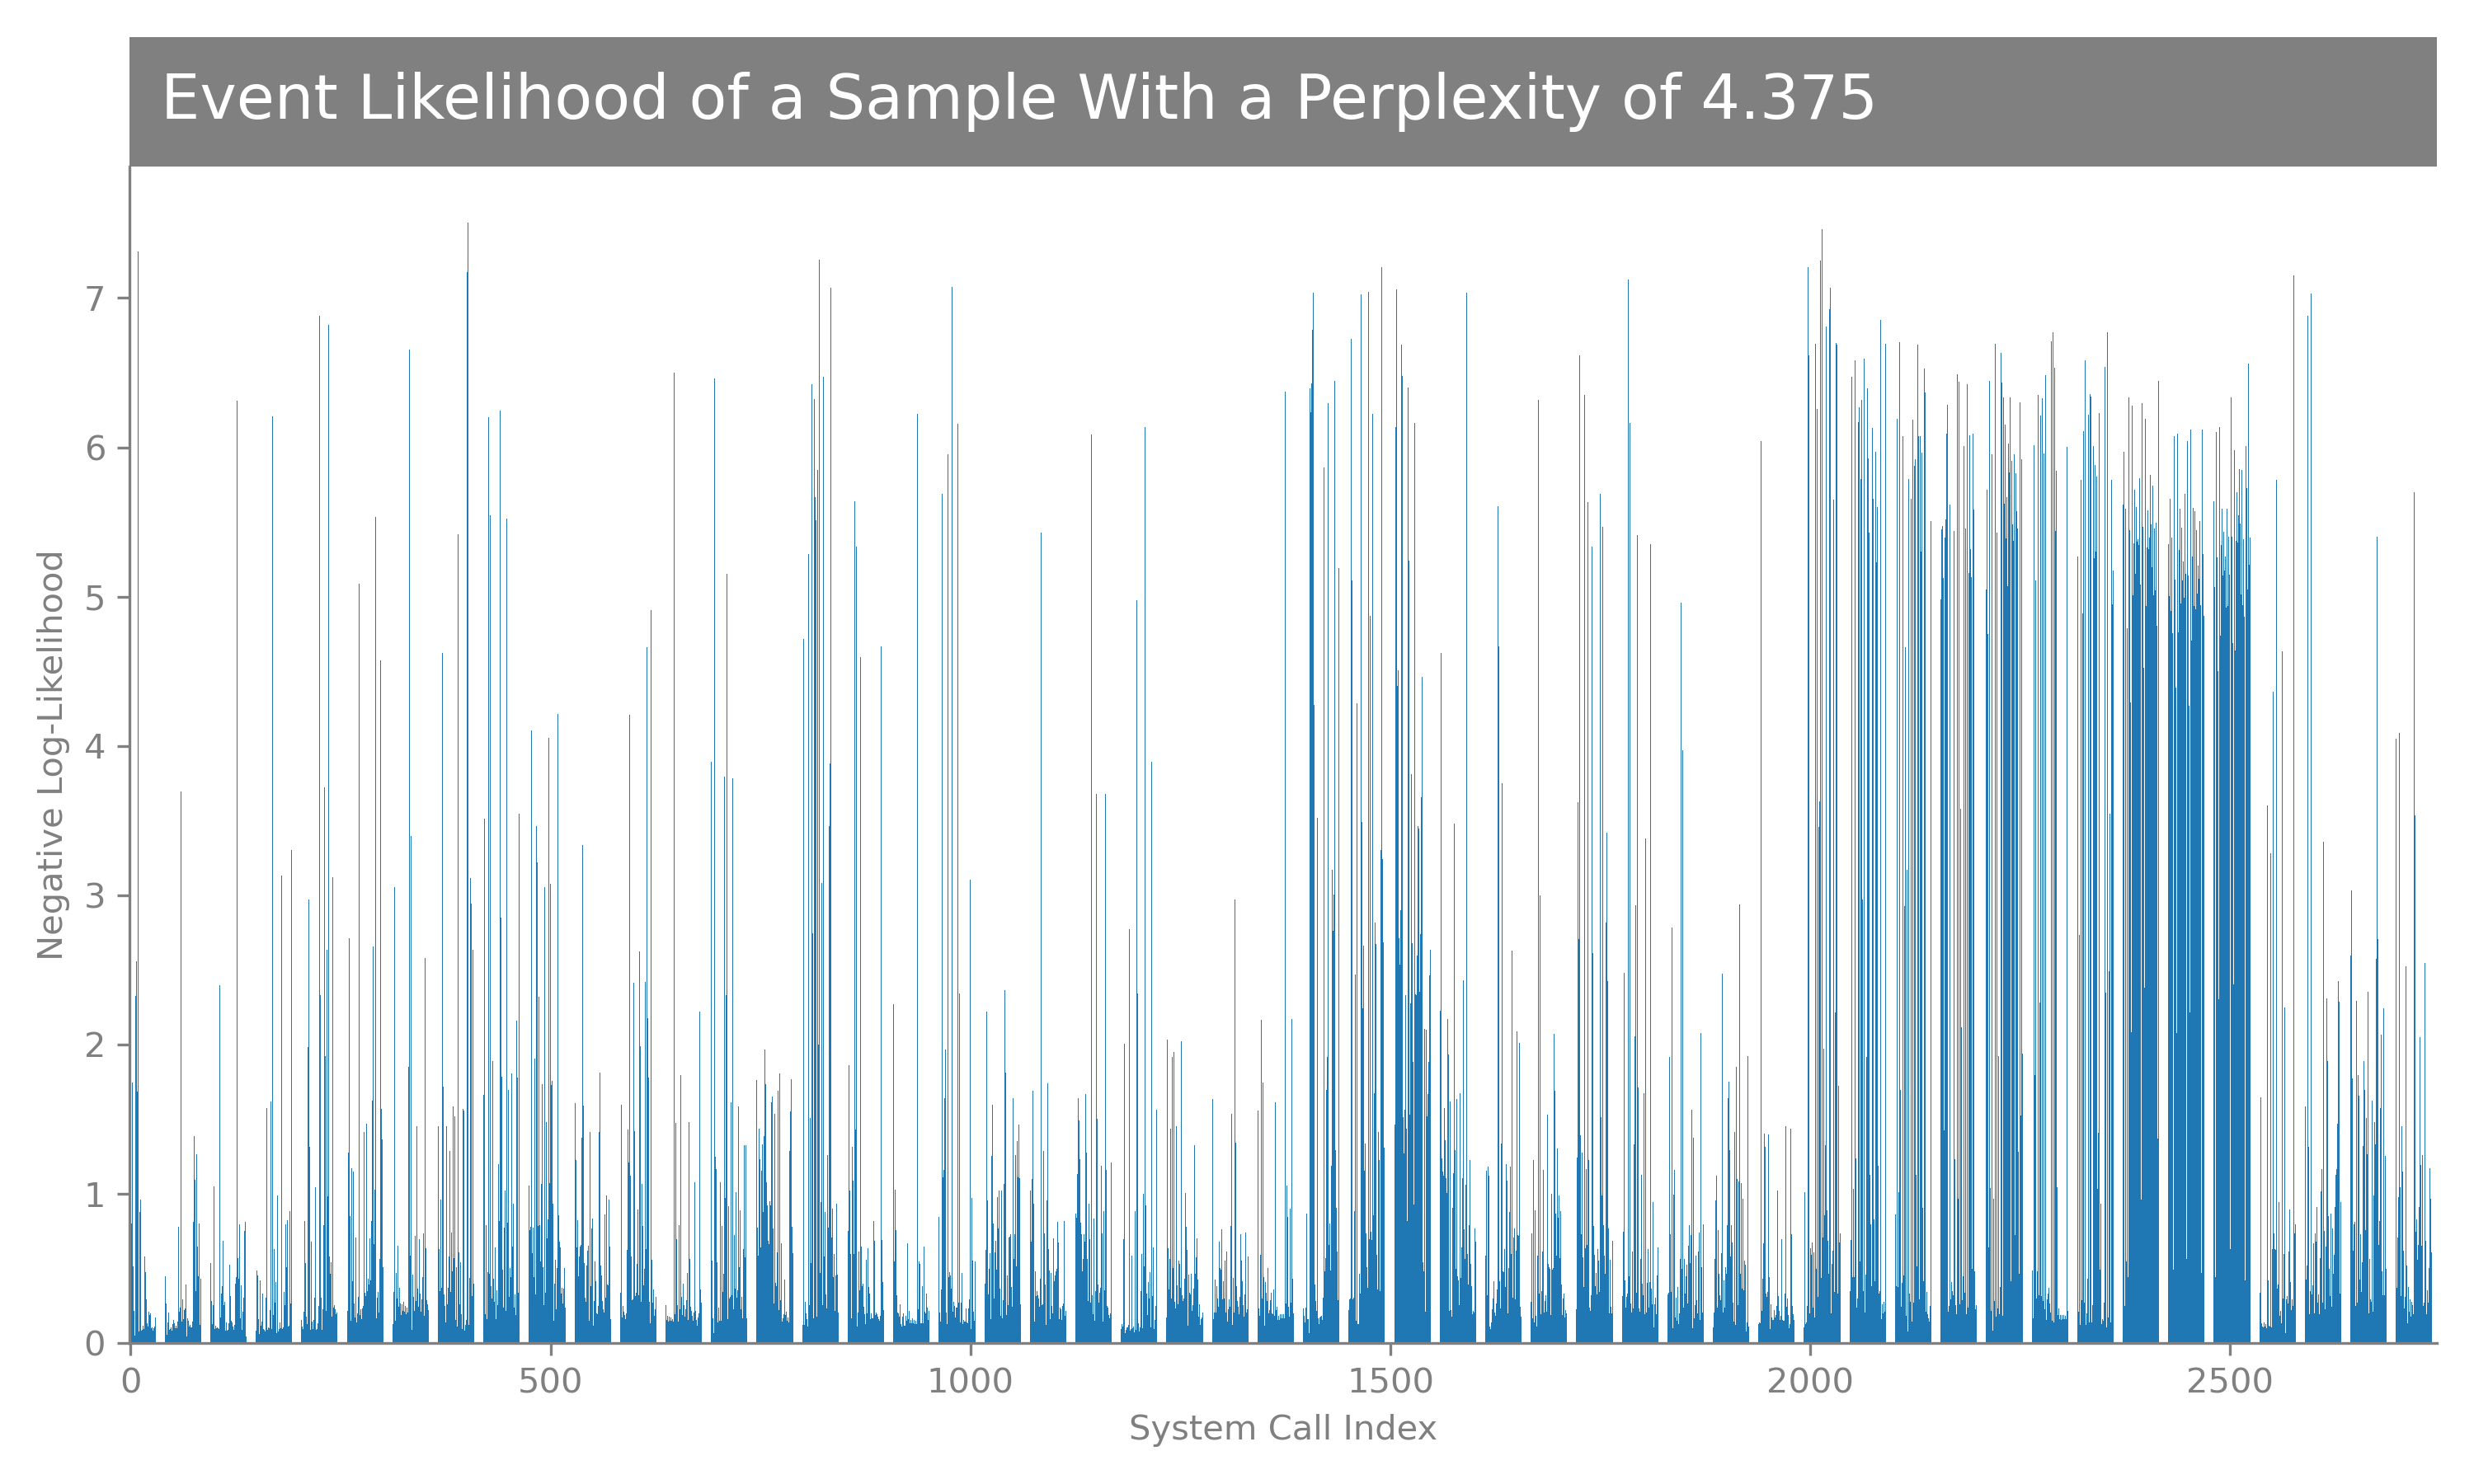 Event Likelihood of a Sample With a Perplexity of 4.375
7
6
5
4
3
2
1
0
Negative Log-Likelihood
0 500 1000 1500 2000 2500
System Call Index